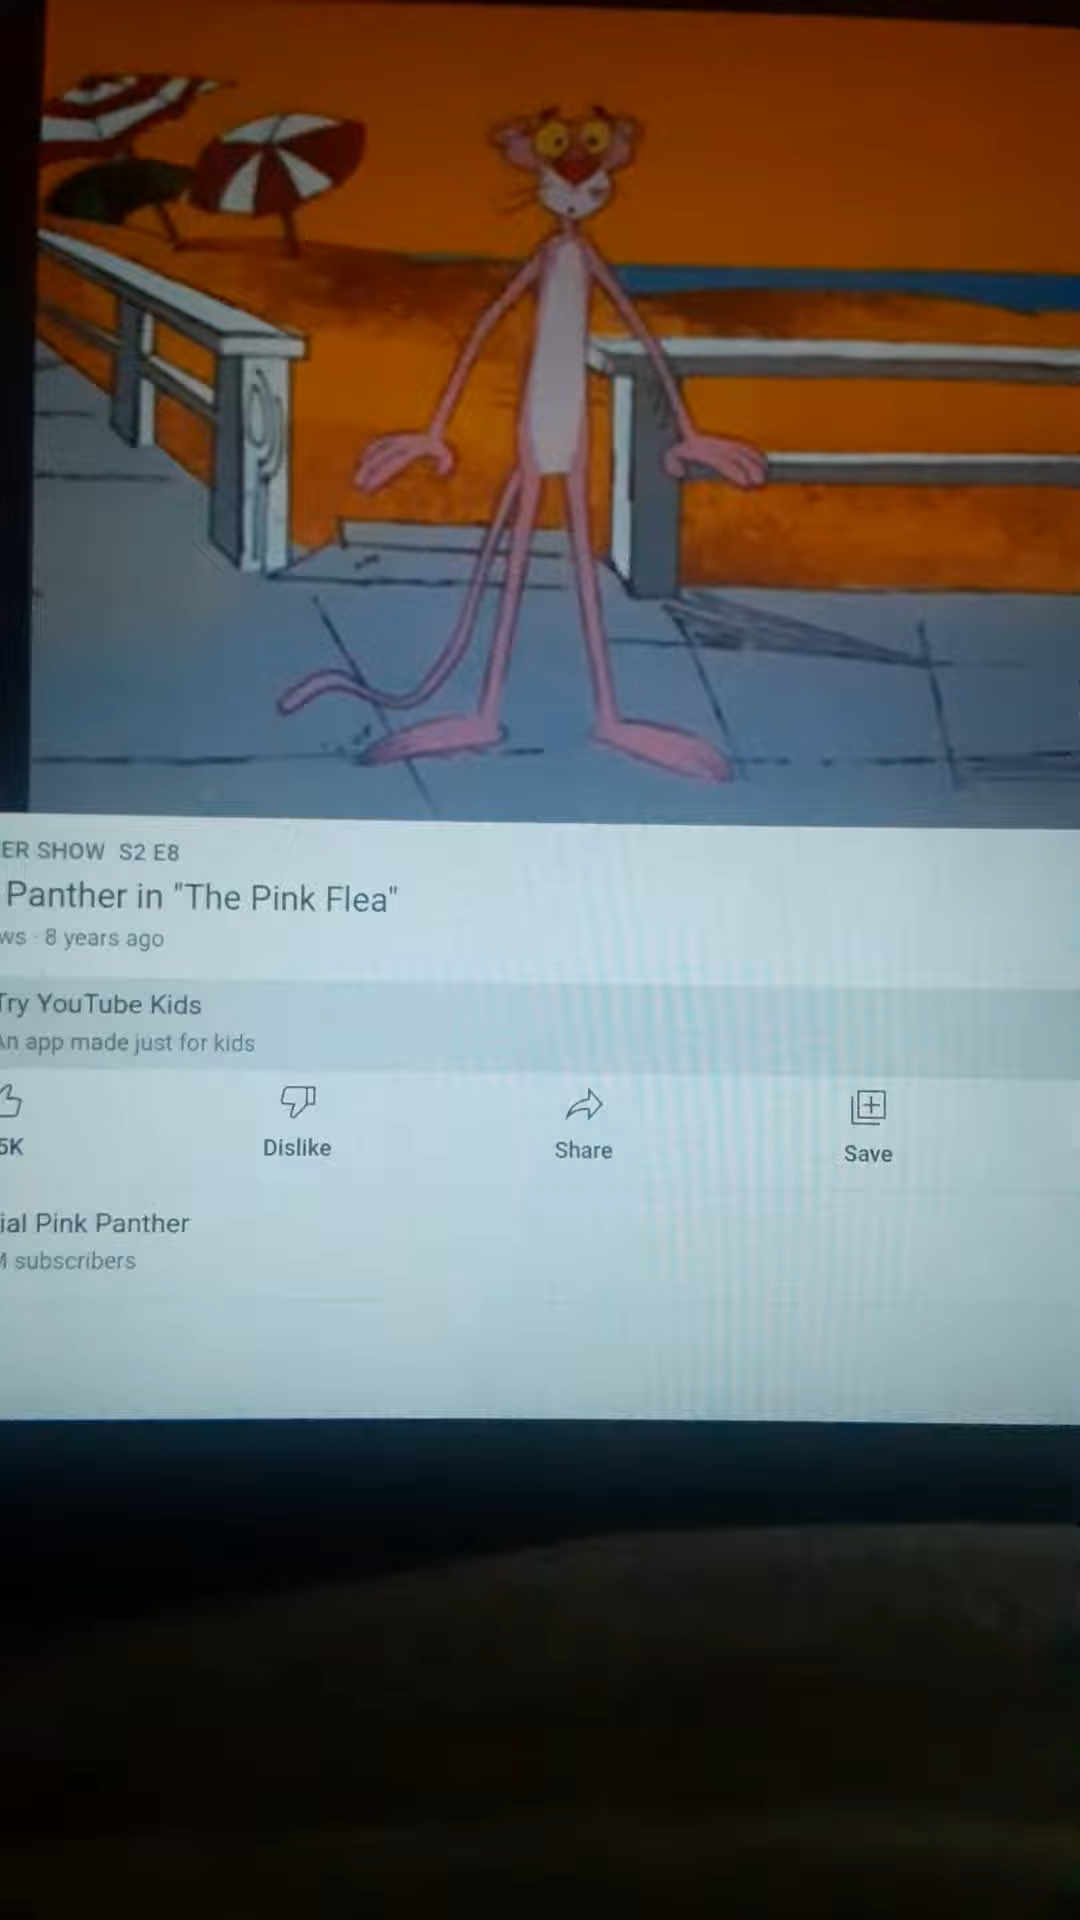 ER SHOW S2 E8
Panther in "The Pink Flea"
ws · 8 years ago
Try YouTube Kids
An app made just for kids
5K
Dislike
Share
Save
ial Pink Panther
M subscribers